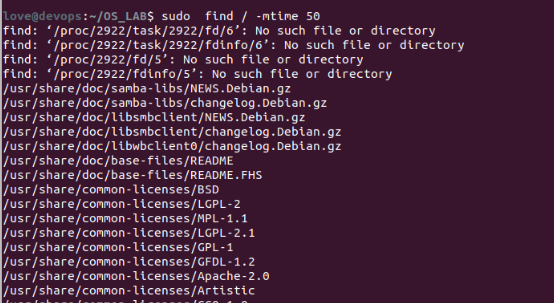 love@devops:~/OS_LAB$ sudo  find / -mtime 50
find: ‘/proc/2922/task/2922/fd/6’: No such file or directory
find: ‘/proc/2922/task/2922/fdinfo/6’: No such file or directory
find: ‘/proc/2922/fd/5’: No such file or directory
find: ‘/proc/2922/fdinfo/5’: No such file or directory
/usr/share/doc/samba-libs/NEWS.Debian.gz
/usr/share/doc/samba-libs/changelog.Debian.gz
/usr/share/doc/libsmbclient/NEWS.Debian.gz
/usr/share/doc/libsmbclient/changelog.Debian.gz
/usr/share/doc/libwbclient0/changelog.Debian.gz
/usr/share/doc/base-files/README
/usr/share/doc/base-files/README.FHS
/usr/share/common-licenses/BSD
/usr/share/common-licenses/LGPL-2
/usr/share/common-licenses/MPL-1.1
/usr/share/common-licenses/LGPL-2.1
/usr/share/common-licenses/GPL-1
/usr/share/common-licenses/GFDL-1.2
/usr/share/common-licenses/Apache-2.0
/usr/share/common-licenses/Artistic